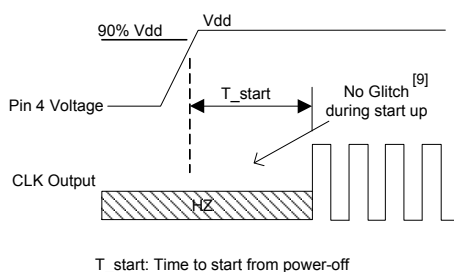 90% Vdd
Vdd
Pin 4 Voltage
T_start
No Glitch [9]
during start up
CLK Output
HZ
T_start: Time to start from power-off